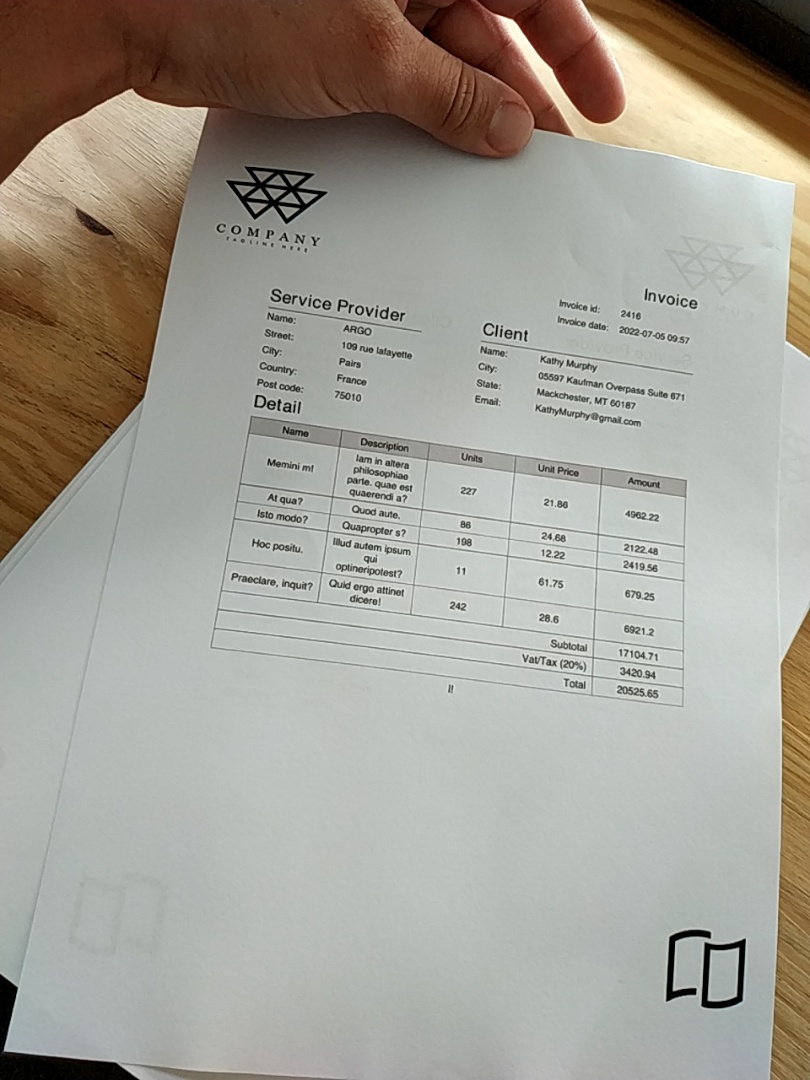 COMPANY
TAGLINE HERE
Invoice
Invoice id: 2416
Invoice date: 2022-07-05 09:57
Service Provider
Name: ARGO
Street: 109 rue lafayette
City: Pairs
Country: France
Post code: 75010
Client
Name: Kathy Murphy
City: 05597 Kaufman Overpass Suite 671
State: Mackchester, MT 60187
Email: KathyMurphy@gmail.com
Detail
Name Description Units Unit Price Amount
Memini m! Iam in altera philosophiae parte. quae est quaerendi a? 227 21.86 4962.22
At qua? Quod aute. 86 24.68 2122.48
Isto modo? Quapropter s? 198 12.22 2419.56
Hoc positu. Illud autem ipsum qui optineripotest? 11 61.75 679.25
Praeclare, inquit? Quid ergo attinet dicere! 242 28.6 6921.2
Subtotal 17104.71
Vat/Tax (20%) 3420.94
Total 20525.65